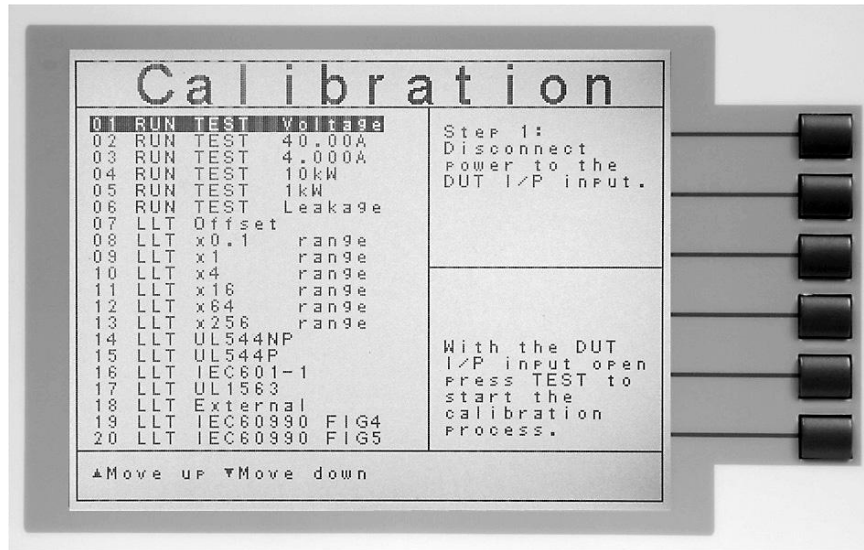 Calibration
01 RUN TEST Voltage
02 RUN TEST 40.00A
03 RUN TEST 4.000A
04 RUN TEST 10kW
05 RUN TEST 1kW
06 RUN TEST Leakage
07 LLT Offset
08 LLT x0.1 range
09 LLT x1 range
10 LLT x4 range
11 LLT x16 range
12 LLT x64 range
13 LLT x256 range
14 LLT UL544NP
15 LLT UL544P
16 LLT IEC601-1
17 LLT UL1563
18 LLT External
19 LLT IEC60990 FIG4
20 LLT IEC60990 FIG5
Step 1:
Disconnect
power to the
DUT I/P input.
With the DUT
I/P input open
press TEST to
start the
calibration
process.
▲Move up ▼Move down